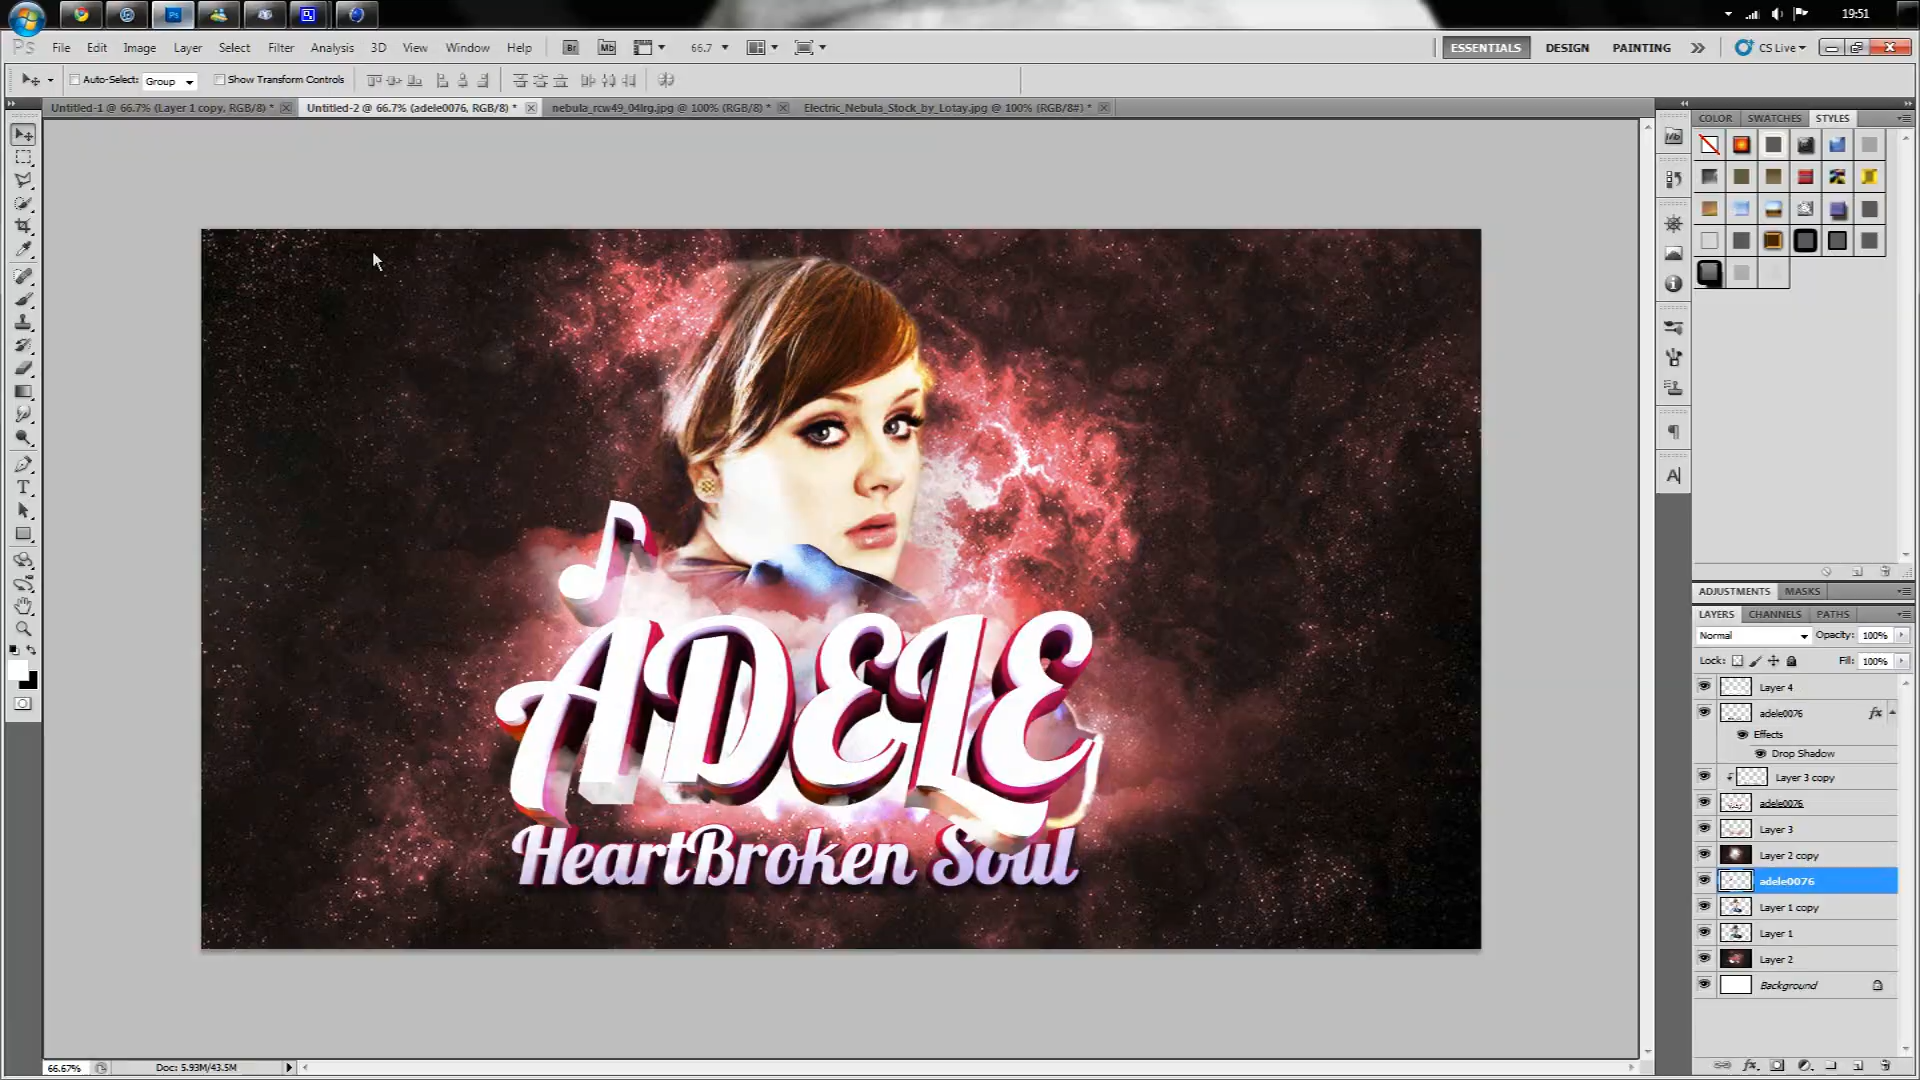 19:51
Ps File Edit Image Layer Select Filter Analysis 3D View Window Help Br Mb 66.7 ESSENTIALS DESIGN PAINTING CS Live
Auto-Select: Group Show Transform Controls
Untitled-1 @ 66.7% (Layer 1 copy, RGB/8) * Untitled-2 @ 66.7% (adele0076, RGB/8) * nebula_rcw49_04lrg.jpg @ 100% (RGB/8) * Electric_Nebula_Stock_by_Lotay.jpg @ 100% (RGB/8#) *
COLOR SWATCHES STYLES
ADELE
HeartBroken Soul
ADJUSTMENTS MASKS
LAYERS CHANNELS PATHS
Normal Opacity: 100%
Lock: Fill: 100%
Layer 4
adele0076 fx
Effects
Drop Shadow
Layer 3 copy
adele0076
Layer 3
Layer 2 copy
adele0076
Layer 1 copy
Layer 1
Layer 2
Background
66.67% Doc: 5.93M/43.5M